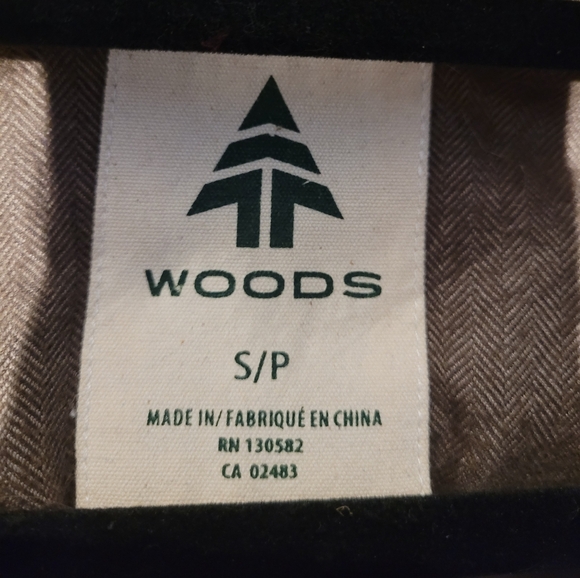 WOODS
S/P
MADE IN/FABRIQUÉ EN CHINA
RN 130582
CA 02483